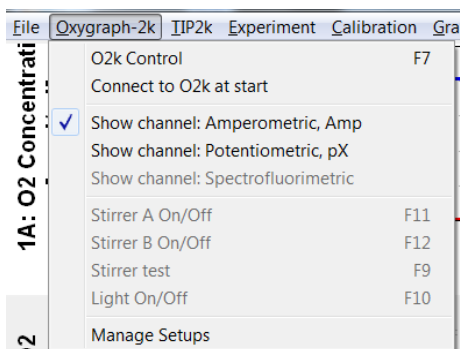 File Oxygraph-2k TIP2k Experiment Calibration Gra
O2k Control F7
Connect to O2k at start
✓ Show channel: Amperometric, Amp
Show channel: Potentiometric, pX
Show channel: Spectrofluorimetric
Stirrer A On/Off F11
Stirrer B On/Off F12
Stirrer test F9
Light On/Off F10
Manage Setups
1A: O2 Concentrati